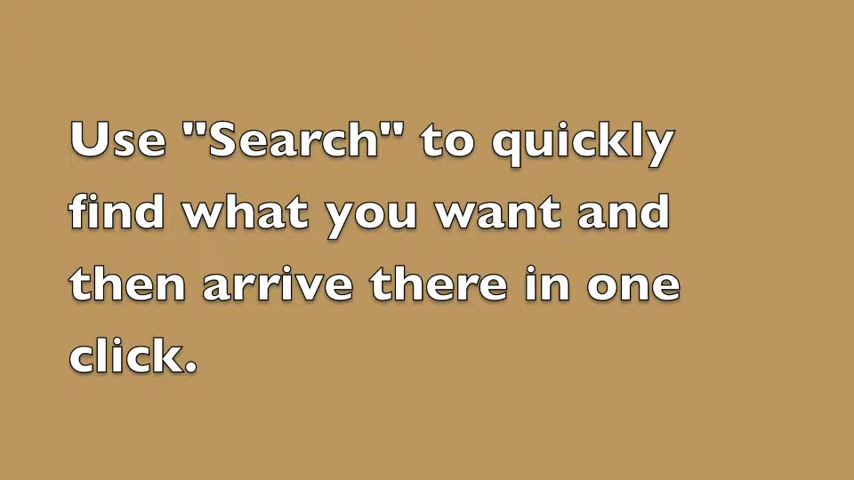 Use "Search" to quickly
find what you want and
then arrive there in one
click.